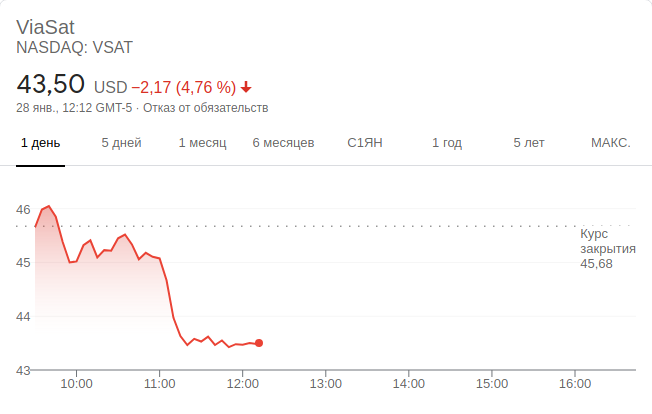 ViaSat
NASDAQ: VSAT
43,50 USD −2,17 (4,76 %)
28 янв., 12:12 GMT-5 · Отказ от обязательств
1 день 5 дней 1 месяц 6 месяцев С1ЯН 1 год 5 лет МАКС.
46
Курс
закрытия
45,68
45
44
43
10:00 11:00 12:00 13:00 14:00 15:00 16:00